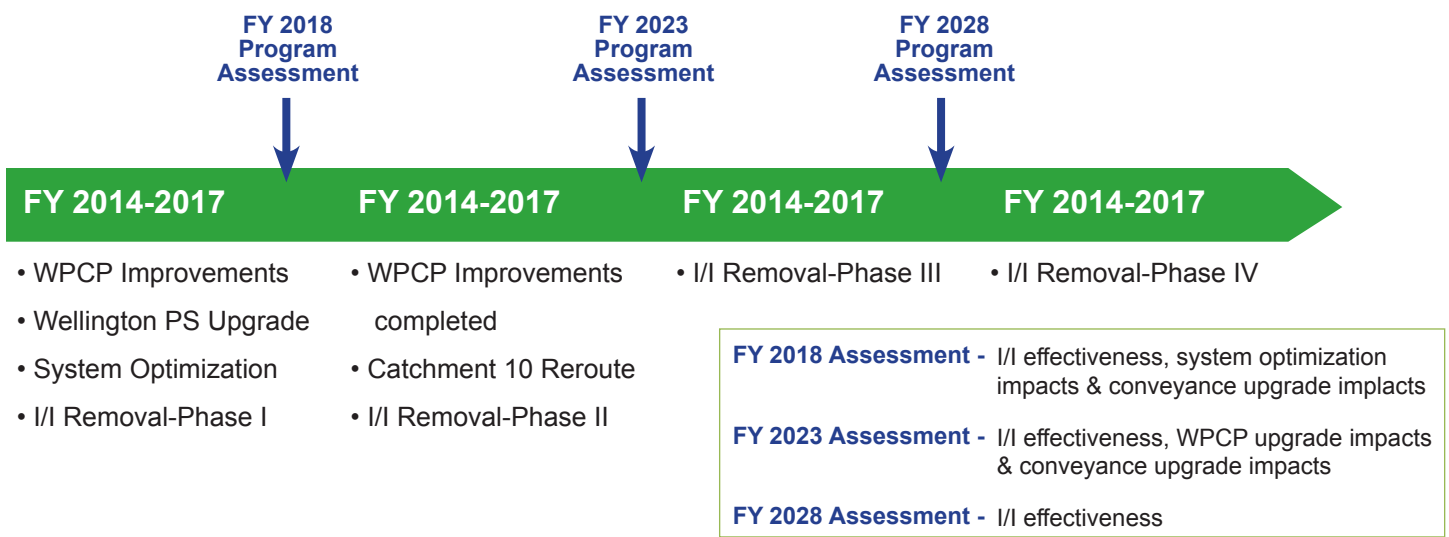 FY 2018
Program
Assessment
FY 2023
Program
Assessment
FY 2028
Program
Assessment
FY 2014-2017
FY 2014-2017
FY 2014-2017
FY 2014-2017
• WPCP Improvements
• Wellington PS Upgrade
• System Optimization
• I/I Removal-Phase I
• WPCP Improvements
completed
• Catchment 10 Reroute
• I/I Removal-Phase II
• I/I Removal-Phase III
• I/I Removal-Phase IV
FY 2018 Assessment - I/I effectiveness, system optimization
impacts & conveyance upgrade implacts
FY 2023 Assessment - I/I effectiveness, WPCP upgrade impacts
& conveyance upgrade impacts
FY 2028 Assessment - I/I effectiveness